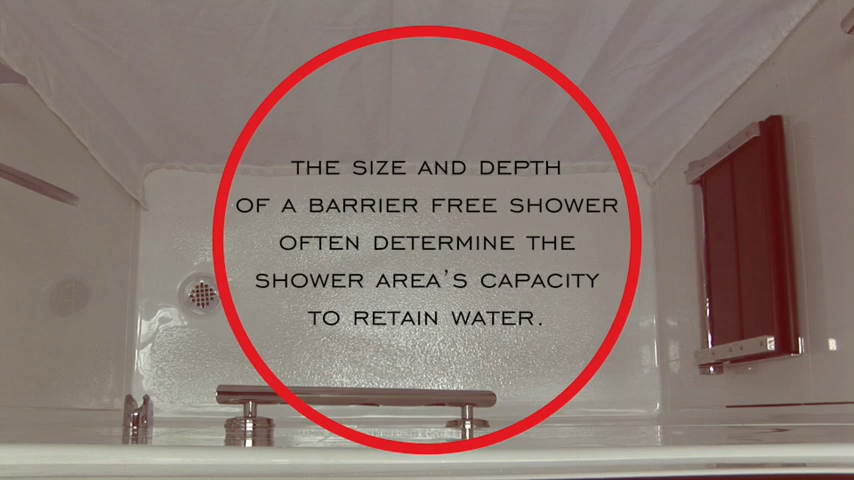 THE SIZE AND DEPTH
OF A BARRIER FREE SHOWER
OFTEN DETERMINE THE
SHOWER AREA'S CAPACITY
TO RETAIN WATER.